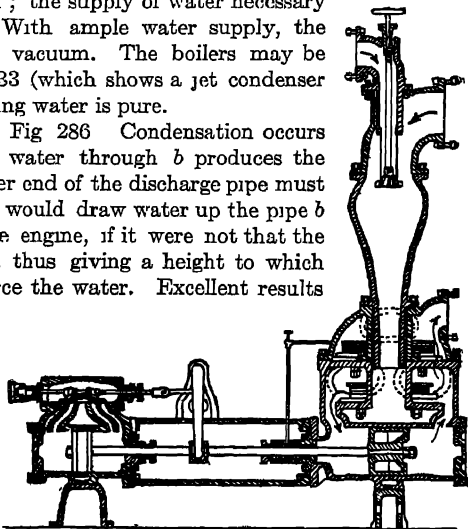 ; the supply of water necessary
With ample water supply, the
vacuum. The boilers may be
33 (which shows a jet condenser
ing water is pure.
Fig 286 Condensation occurs
water through b produces the
er end of the discharge pipe must
would draw water up the pipe b
e engine, if it were not that the
thus giving a height to which
rce the water. Excellent results